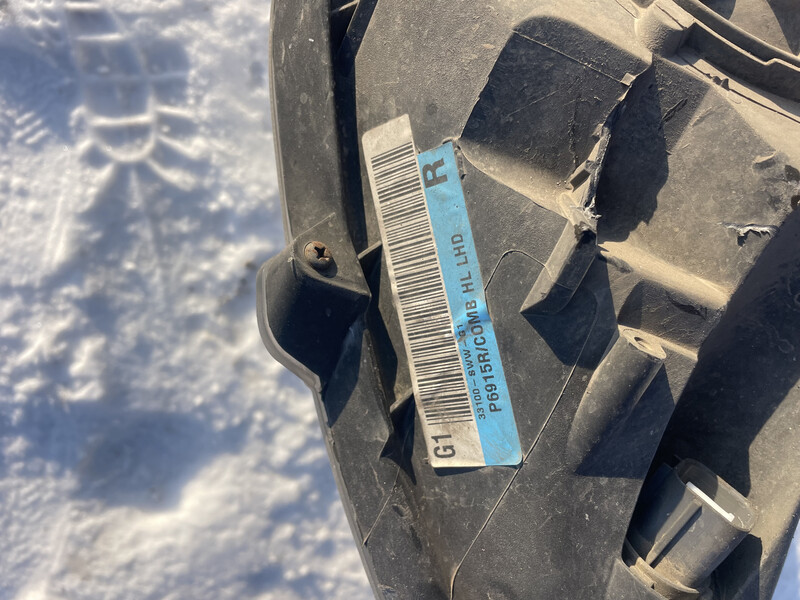 R
33100-SWW-G1
P6915R/COMB HL LHD
G1